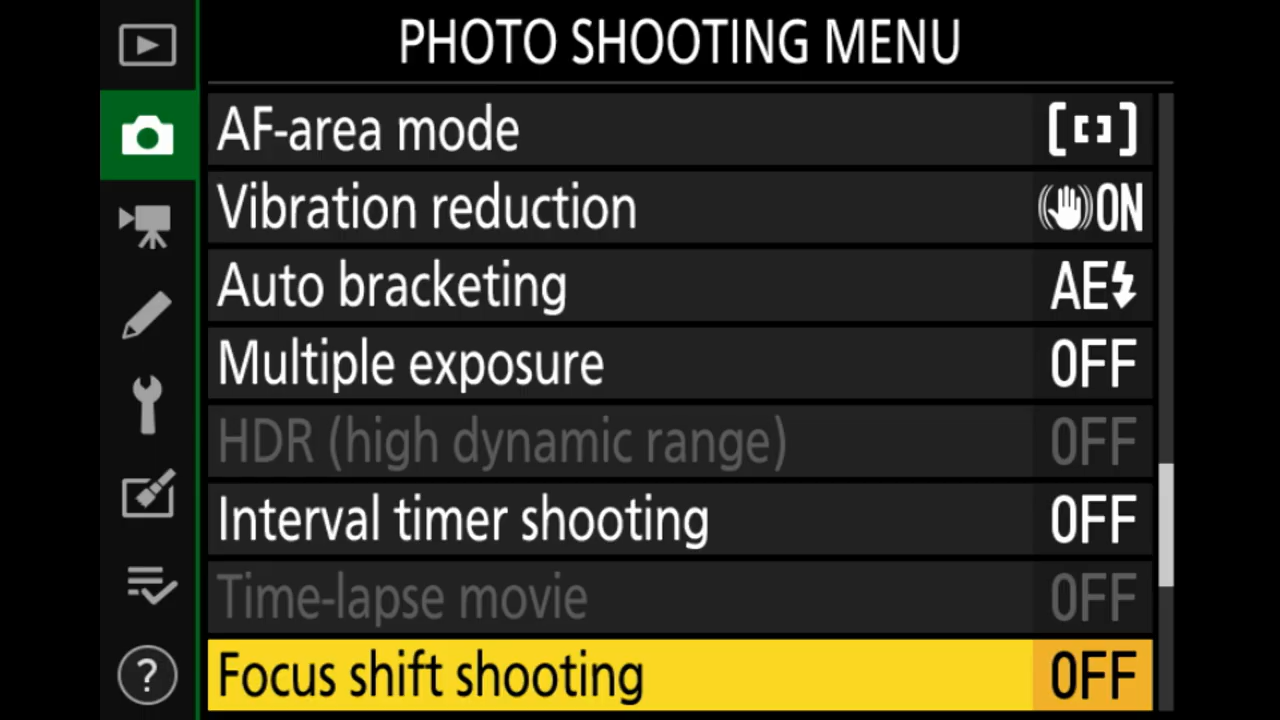 PHOTO SHOOTING MENU
AF-area mode
Vibration reduction ON
Auto bracketing AE
Multiple exposure OFF
HDR (high dynamic range) OFF
Interval timer shooting OFF
Time-lapse movie OFF
Focus shift shooting OFF
?